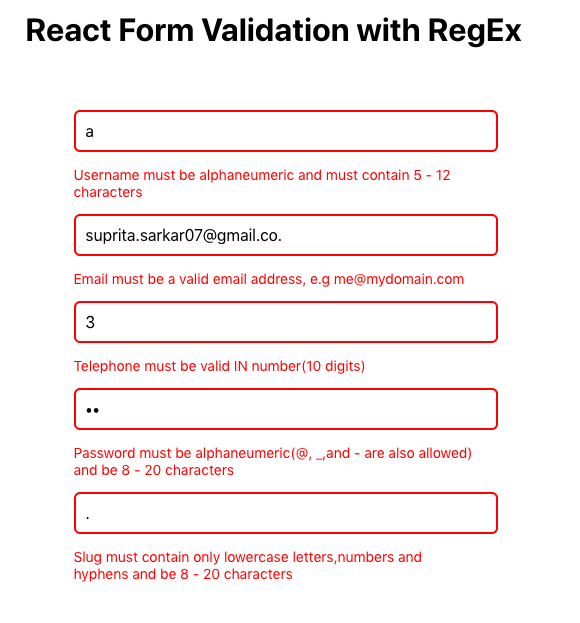 React Form Validation with RegEx
a
Username must be alphaneumeric and must contain 5 - 12
characters
suprita.sarkar07@gmail.co.
Email must be a valid email address, e.g me@mydomain.com
3
Telephone must be valid IN number(10 digits)
••
Password must be alphaneumeric(@, _,and - are also allowed)
and be 8 - 20 characters
.
Slug must contain only lowercase letters,numbers and
hyphens and be 8 - 20 characters